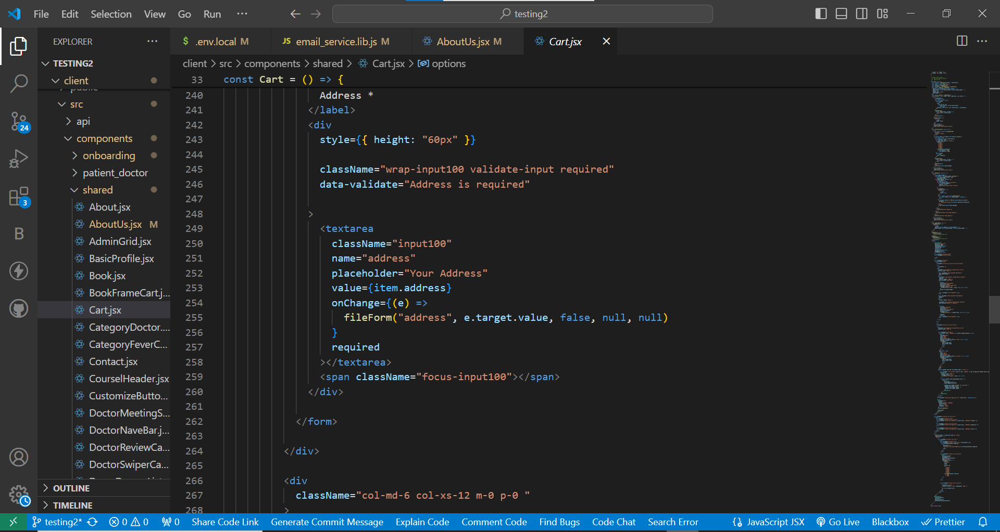 File Edit Selection View Go Run ···
testing2
EXPLORER ···
.env.local M
JS email_service.lib.js M
AboutUs.jsx M
Cart.jsx
TESTING2
client > src > components > shared > Cart.jsx > options
client
33 const Cart = () => {
public
src
api
components
onboarding
patient_doctor
shared
About.jsx
AboutUs.jsx M
AdminGrid.jsx
BasicProfile.jsx
Book.jsx
BookFrameCart.j...
Cart.jsx
CategoryDoctor....
CategoryFeverC...
Contact.jsx
CourselHeader.jsx
CustomizeButto...
DoctorMeetingS...
DoctorNaveBar.j...
DoctorReviewCa...
DoctorSwiperCa...
OUTLINE
TIMELINE
24
3
B
240 Address *
241 </label>
242 <div
243 style={{ height: "60px" }}
244
245 className="wrap-input100 validate-input required"
246 data-validate="Address is required"
247
248 >
249 <textarea
250 className="input100"
251 name="address"
252 placeholder="Your Address"
253 value={item.address}
254 onChange={(e) =>
255 fileForm("address", e.target.value, false, null, null)
256 }
257 required
258 ></textarea>
259 <span className="focus-input100"></span>
260 </div>
261
262 </form>
263
264 </div>
265
266 <div
267 className="col-md-6 col-xs-12 m-0 p-0 "
268 >
testing2* 0 0 0 Share Code Link Generate Commit Message Explain Code Comment Code Find Bugs Code Chat Search Error JavaScript JSX Go Live Blackbox Prettier